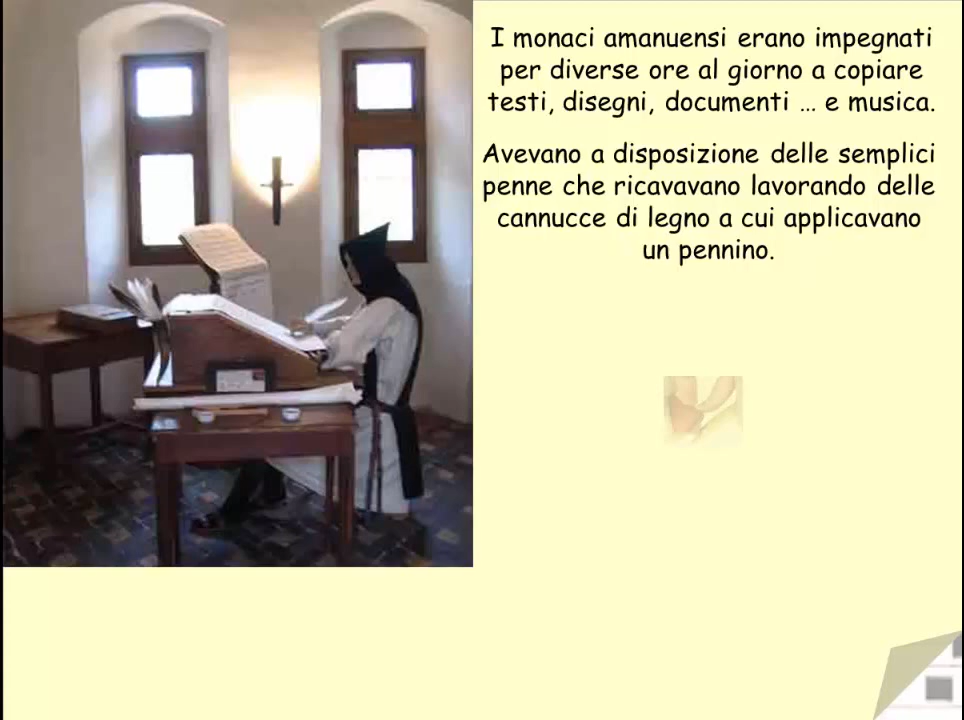 I monaci amanuensi erano impegnati
per diverse ore al giorno a copiare
testi, disegni, documenti … e musica.
Avevano a disposizione delle semplici
penne che ricavavano lavorando delle
cannucce di legno a cui applicavano
un pennino.